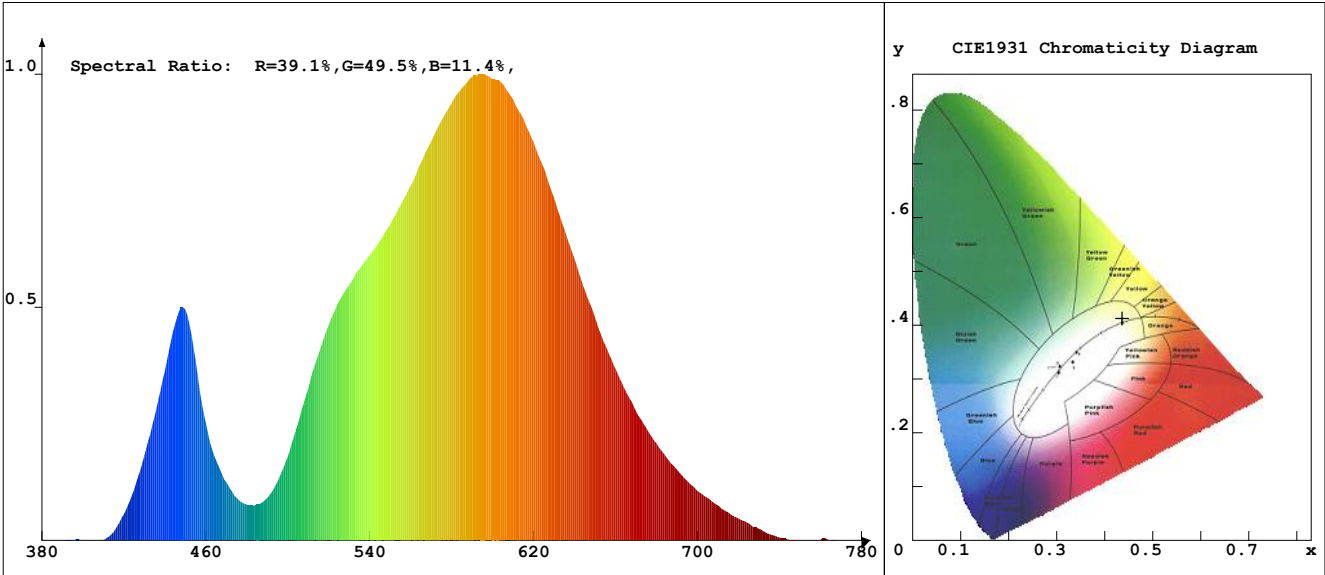 Spectral Ratio: R=39.1%,G=49.5%,B=11.4%,
1.0
0.5
380 460 540 620 700 780
y CIE1931 Chromaticity Diagram
.8
.6
.4
.2
0 0.1 0.3 0.5 0.7 x
Yellowish
Green
Green
Yellow
Green
Greenish
Yellow
Yellow
Orange
Yellow
Orange
Yellowish
Pink
Reddish
Orange
Pink
Red
Purplish
Pink
Purplish
Red
Reddish
Purple
Purple
Blue
Greenish
Blue
Green